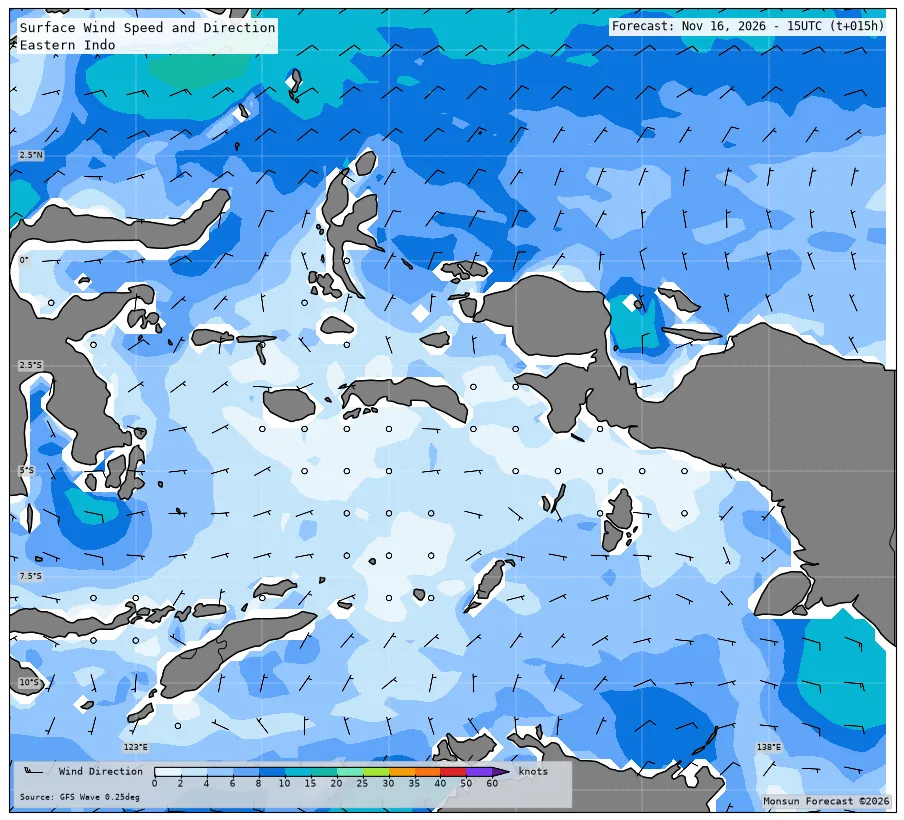 Surface Wind Speed and Direction
Eastern Indo
Forecast: Nov 16, 2026 - 15UTC (t+015h)
2.5°N
0°
2.5°S
5°S
7.5°S
10°S
123°E
138°E
Wind Direction
knots
0 2 4 6 8 10 15 20 25 30 35 40 50 60
Source: GFS Wave 0.25deg
Monsun Forecast ©2026